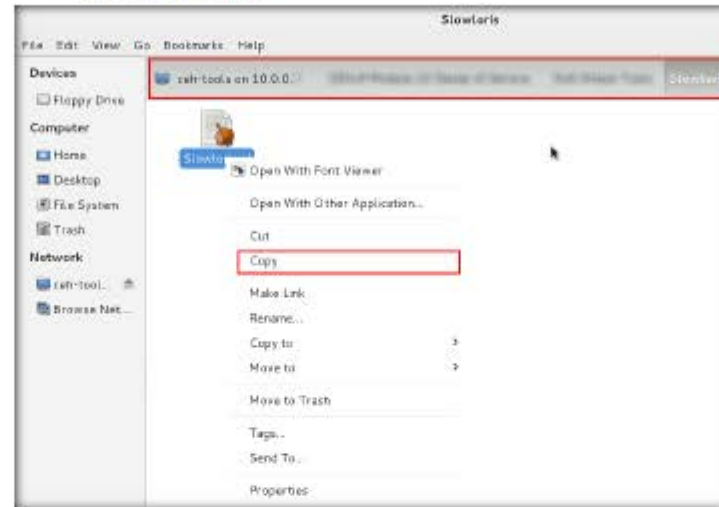 Slowloris
File Edit View Go Bookmarks Help
Devices
Floppy Drive
Computer
Home
Desktop
File System
Trash
Network
ceh-tool...
Browse Net...
ceh-tools on 10.0.0.
Slowlor
Slowlo
Open With Font Viewer
Open With Other Application...
Cut
Copy
Make Link
Rename...
Copy to
Move to
Move to Trash
Tags...
Send To...
Properties